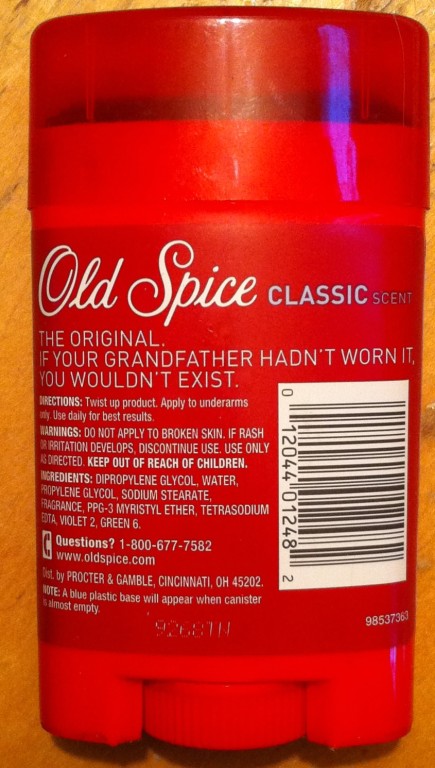 Old Spice CLASSIC SCENT
THE ORIGINAL.
IF YOUR GRANDFATHER HADN'T WORN IT,
YOU WOULDN'T EXIST.
DIRECTIONS: Twist up product. Apply to underarms
only. Use daily for best results.
WARNINGS: DO NOT APPLY TO BROKEN SKIN. IF RASH
OR IRRITATION DEVELOPS, DISCONTINUE USE. USE ONLY
AS DIRECTED. KEEP OUT OF REACH OF CHILDREN.
INGREDIENTS: DIPROPYLENE GLYCOL, WATER,
PROPYLENE GLYCOL, SODIUM STEARATE,
FRAGRANCE, PPG-3 MYRISTYL ETHER, TETRASODIUM
EDTA, VIOLET 2, GREEN 6.
Questions? 1-800-677-7582
www.oldspice.com
Dist. by PROCTER & GAMBLE, CINCINNATI, OH 45202.
NOTE: A blue plastic base will appear when canister
is almost empty.
0 12044 01248 2
98537363